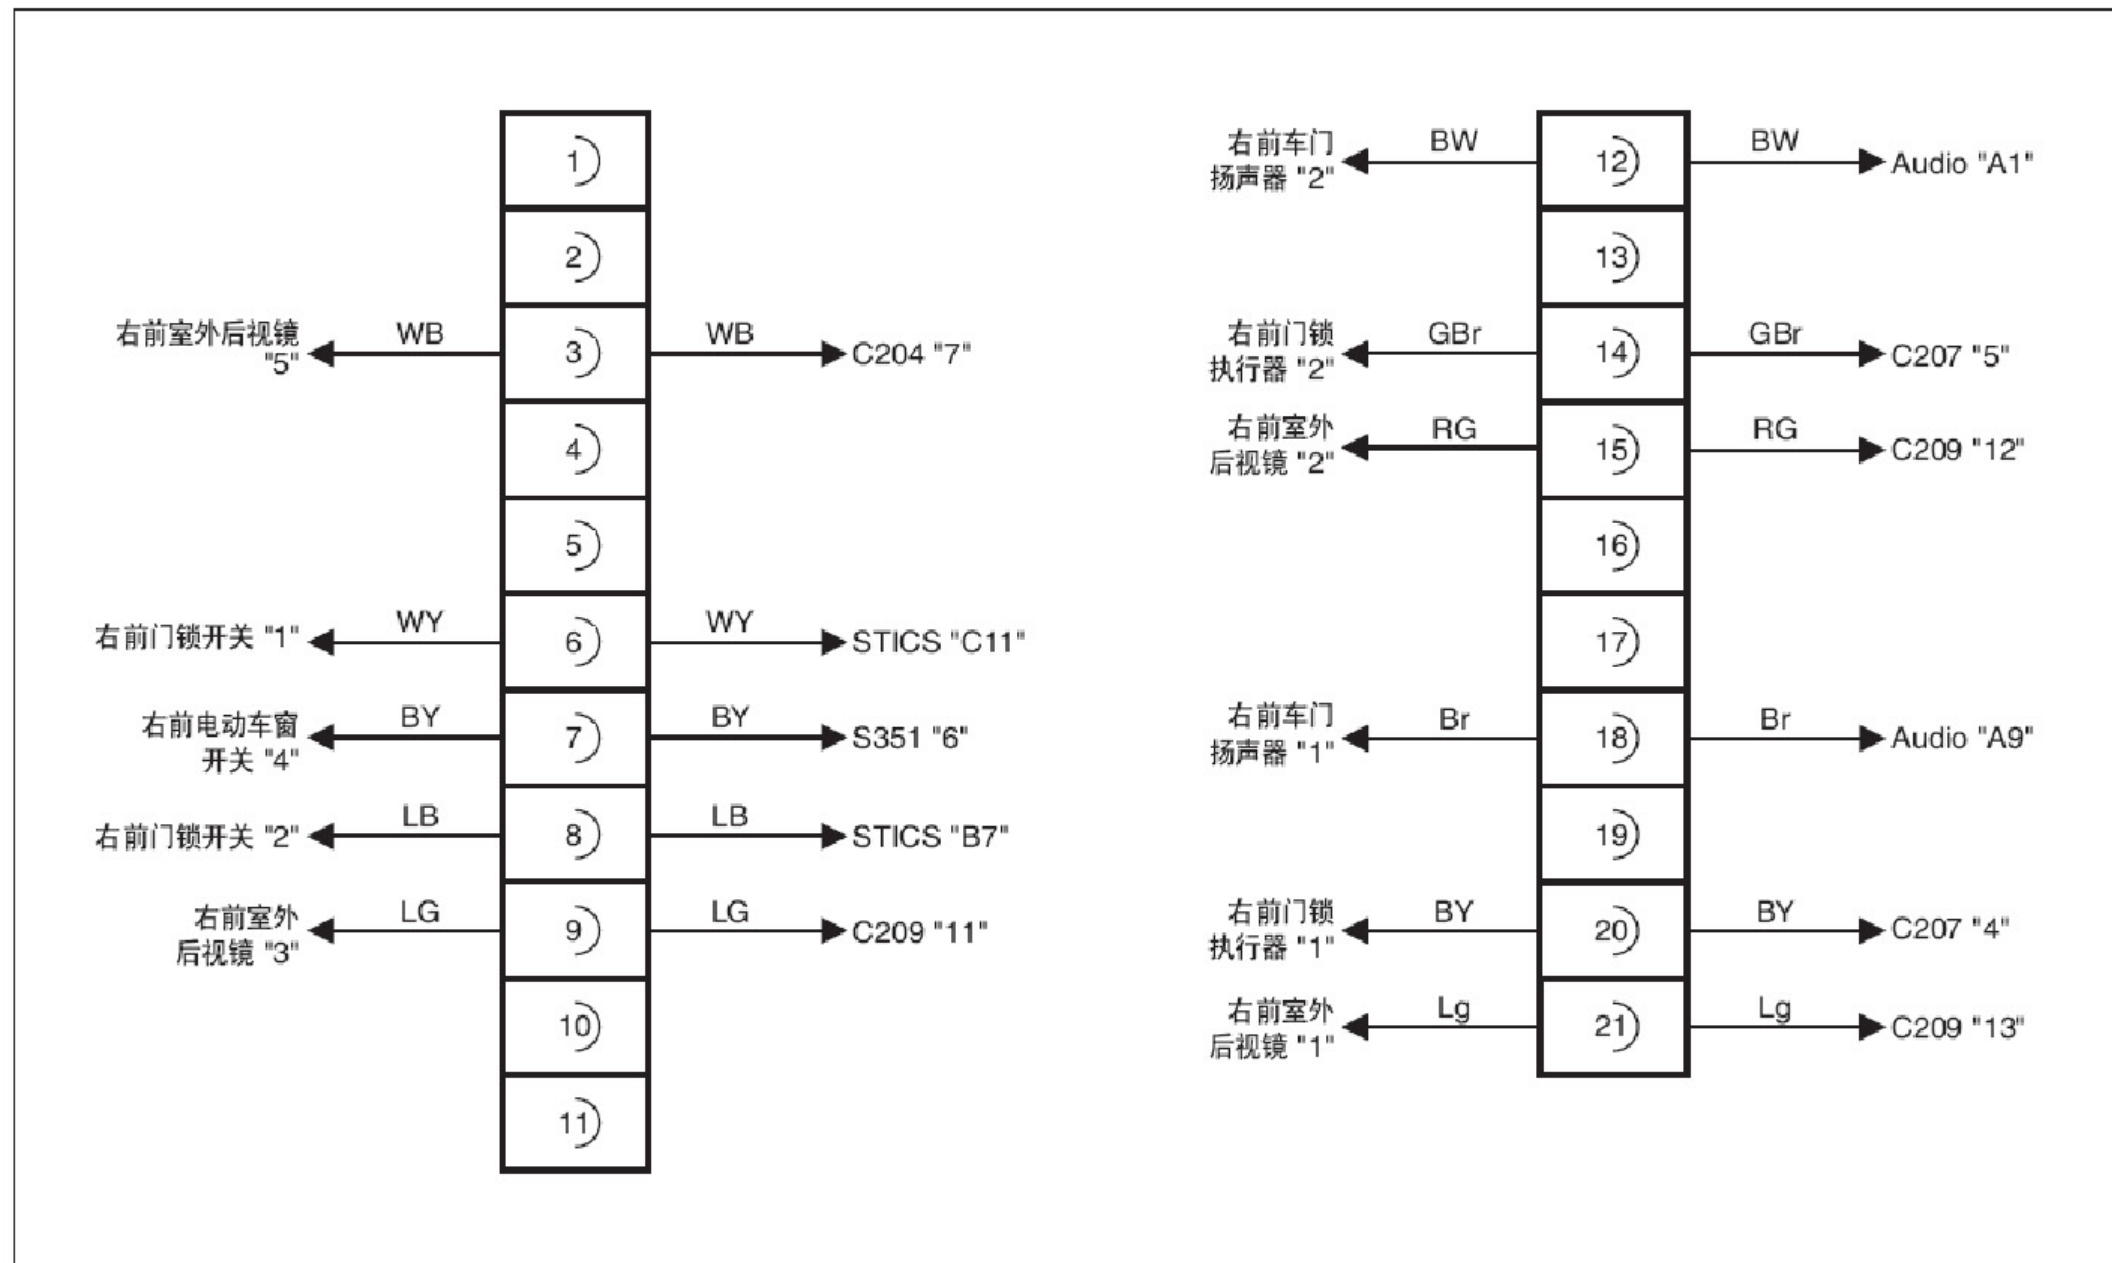 1
2
右前室外后视镜
"5"
WB
3
WB
C204 "7"
4
5
右前门锁开关 "1"
WY
6
WY
STICS "C11"
右前电动车窗
开关 "4"
BY
7
BY
S351 "6"
右前门锁开关 "2"
LB
8
LB
STICS "B7"
右前室外
后视镜 "3"
LG
9
LG
C209 "11"
10
11
右前车门
扬声器 "2"
BW
12
BW
Audio "A1"
13
右前门锁
执行器 "2"
GBr
14
GBr
C207 "5"
右前室外
后视镜 "2"
RG
15
RG
C209 "12"
16
17
右前车门
扬声器 "1"
Br
18
Br
Audio "A9"
19
右前门锁
执行器 "1"
BY
20
BY
C207 "4"
右前室外
后视镜 "1"
Lg
21
Lg
C209 "13"